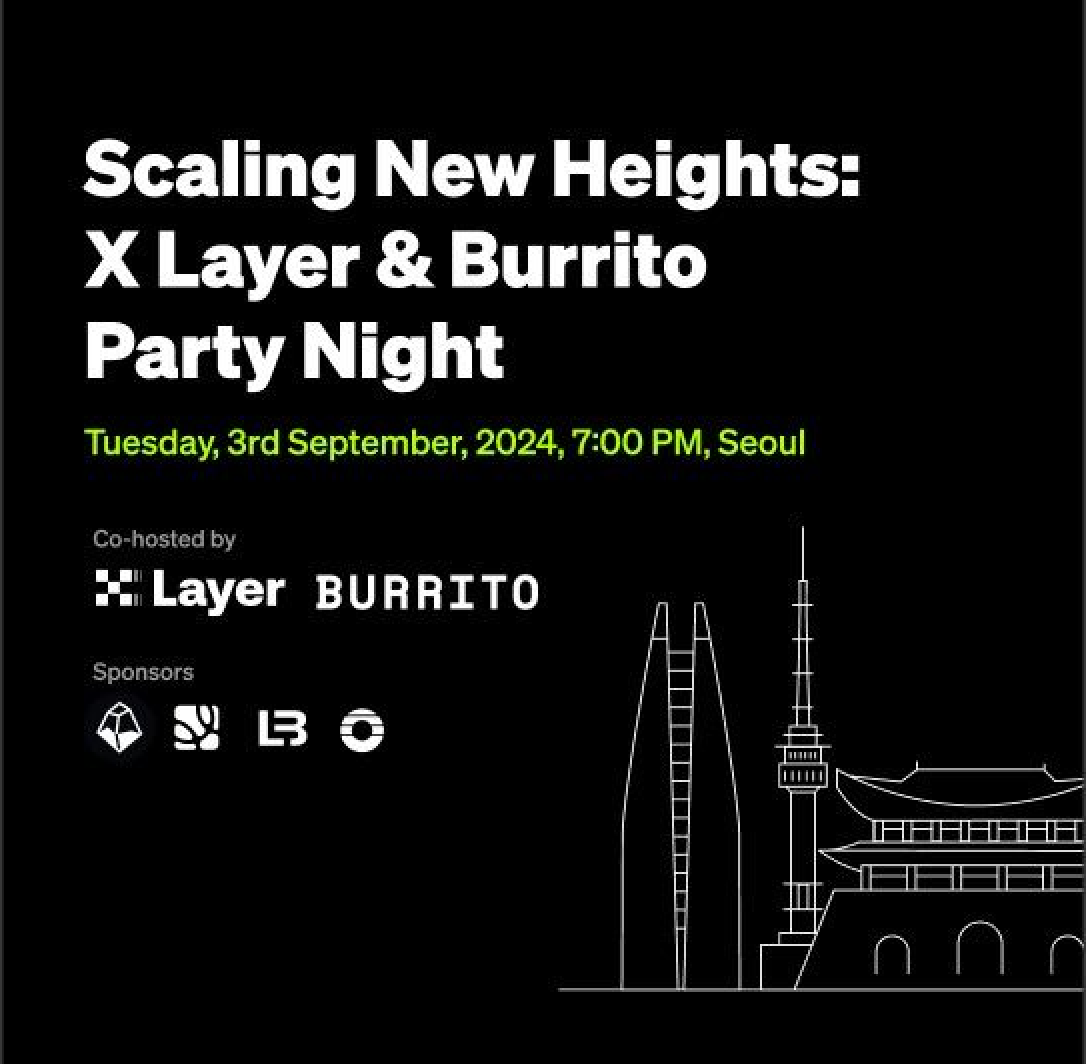 Scaling New Heights:
X Layer & Burrito
Party Night
Tuesday, 3rd September, 2024, 7:00 PM, Seoul
Co-hosted by
X Layer BURRITO
Sponsors
LB